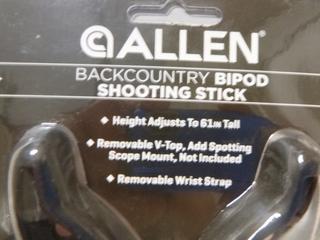 ALLEN®
BACKCOUNTRY BIPOD
SHOOTING STICK
Height Adjusts To 61IN Tall
Removable V-Top, Add Spotting
Scope Mount, Not Included
Removable Wrist Strap